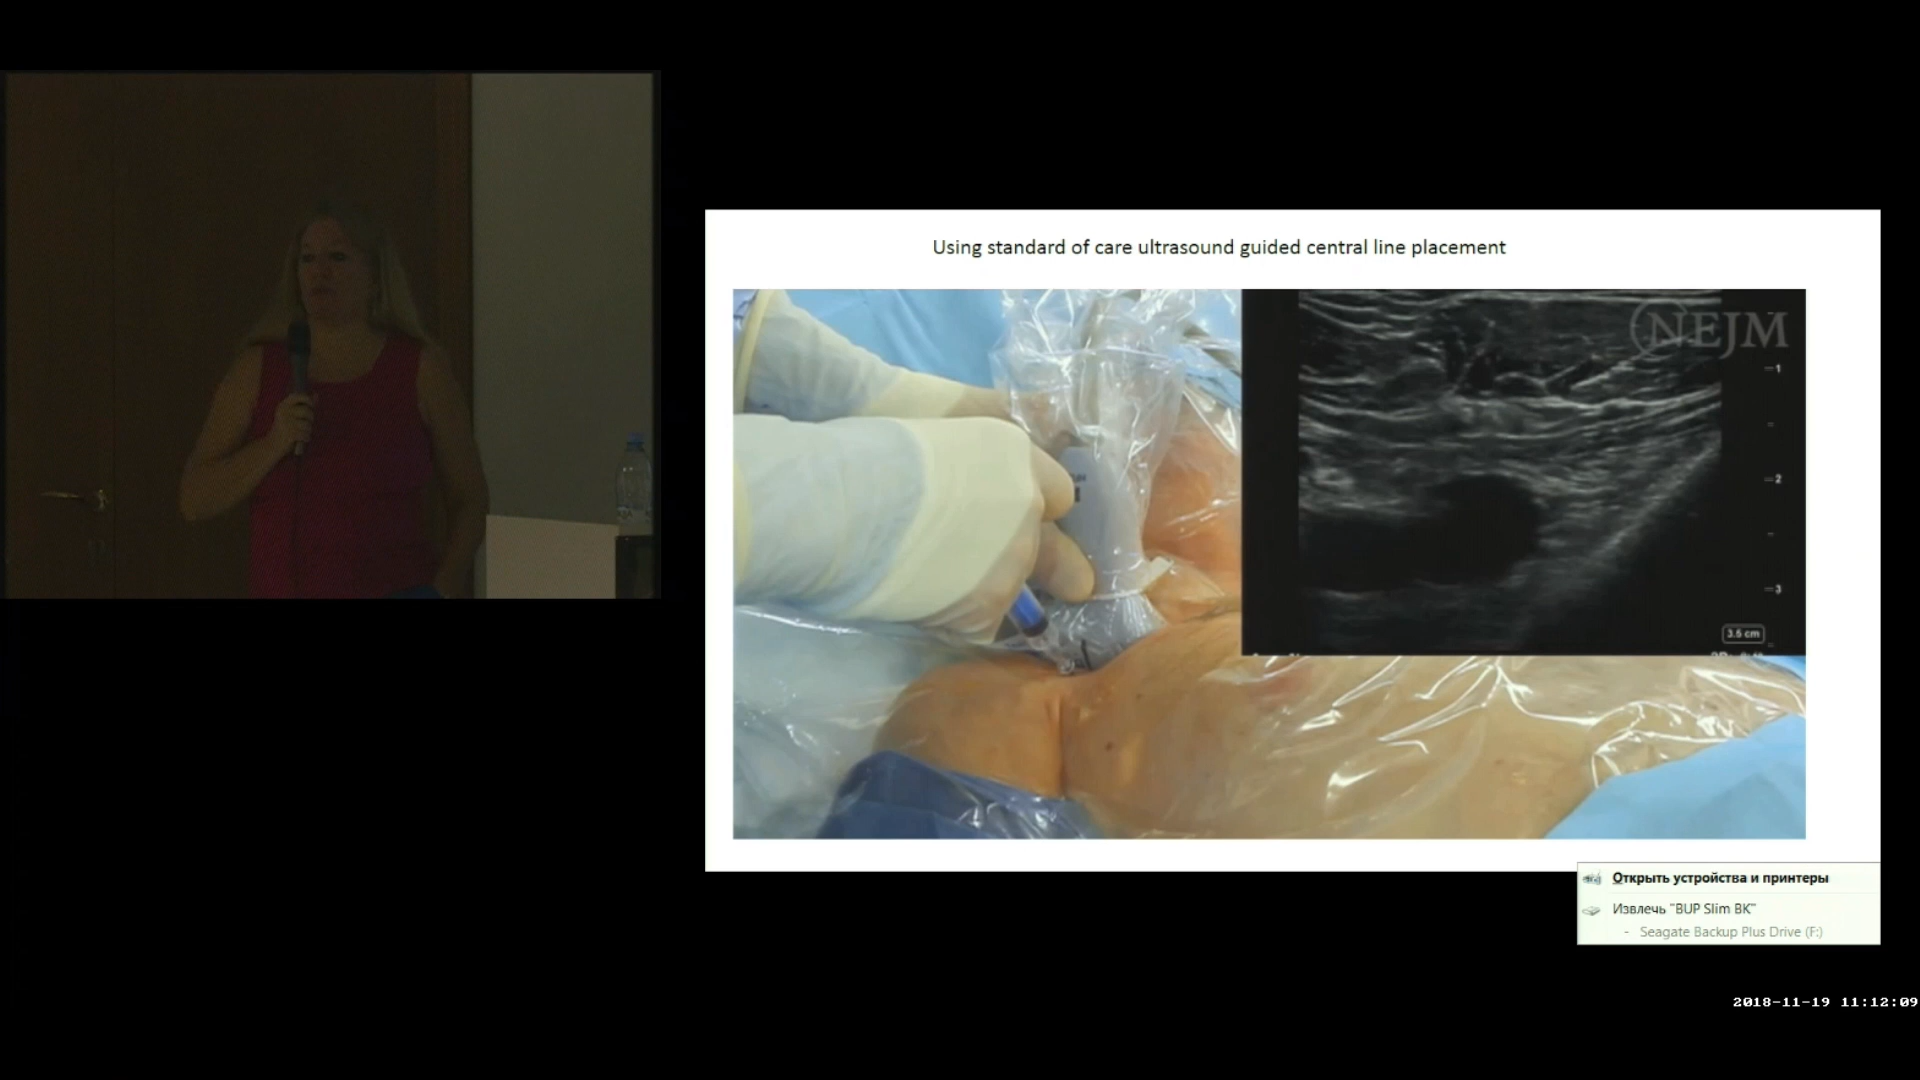 Using standard of care ultrasound guided central line placement
NEJM
1
2
3
3.5 cm
Открыть устройства и принтеры
Извлечь "BUP Slim BK"
- Seagate Backup Plus Drive (F:)
2018-11-19 11:12:09